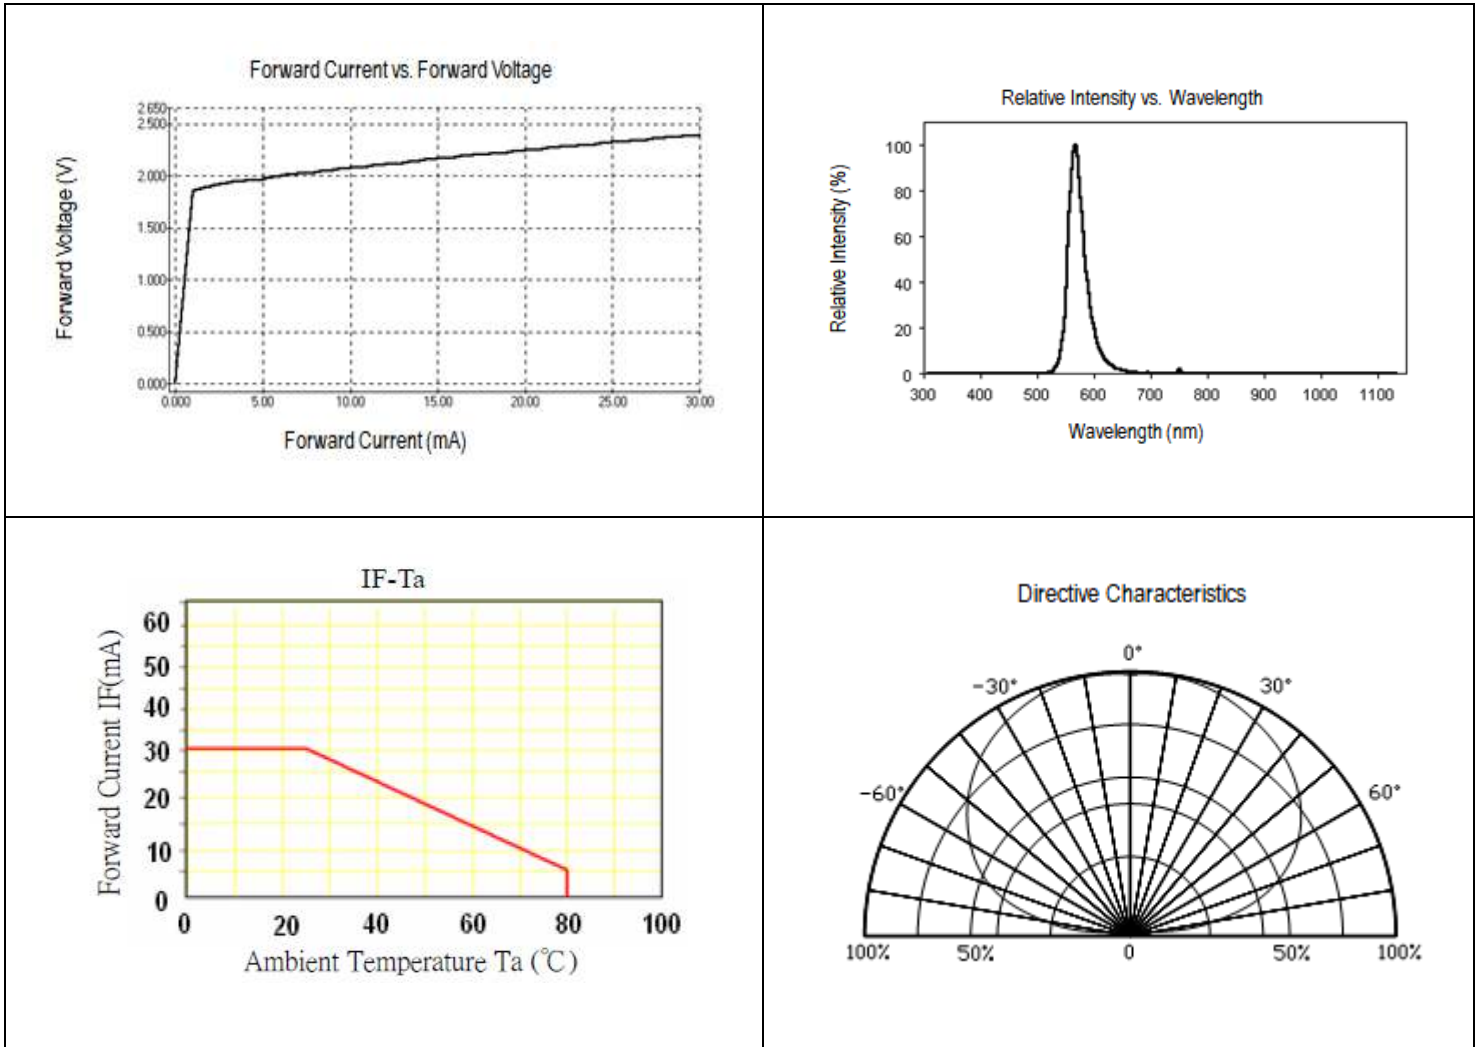 Forward Current vs. Forward Voltage
Forward Voltage (V)
2.650
2.500
2.000
1.500
1.000
0.500
0.000
0.000 5.00 10.00 15.00 20.00 25.00 30.00
Forward Current (mA)
Relative Intensity vs. Wavelength
Relative Intensity (%)
100
80
60
40
20
0
300 400 500 600 700 800 900 1000 1100
Wavelength (nm)
IF-Ta
Forward Current IF(mA)
60
50
40
30
20
10
0
0 20 40 60 80 100
Ambient Temperature Ta (℃)
Directive Characteristics
0°
-30° 30°
-60° 60°
100% 50% 0 50% 100%